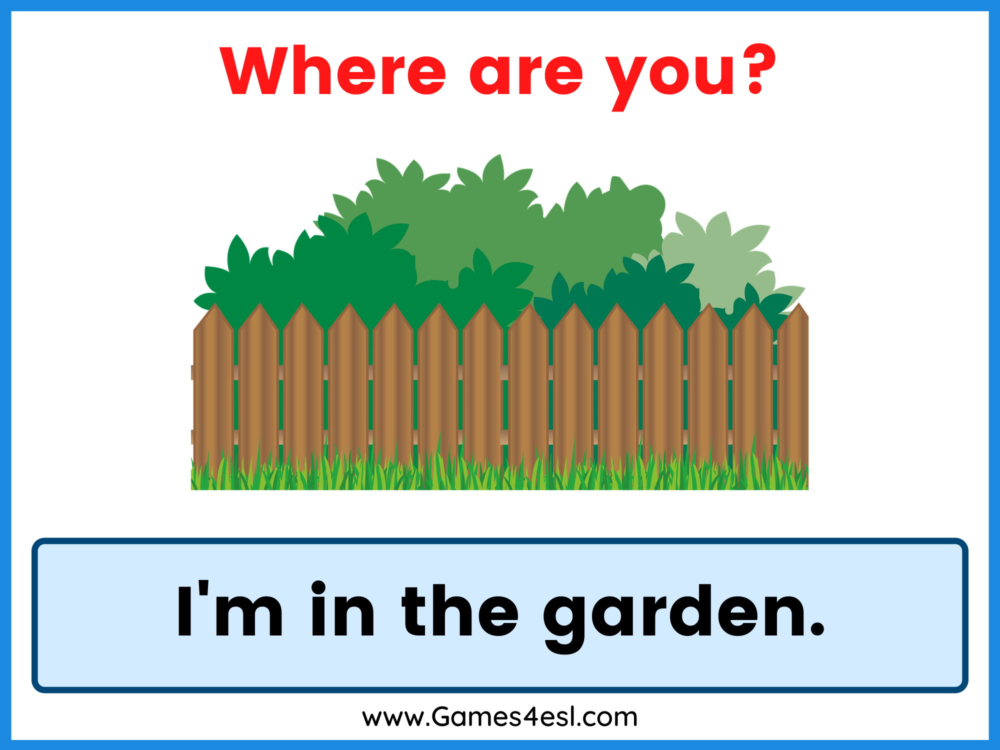 Where are you?
I'm in the garden.
www.Games4esl.com